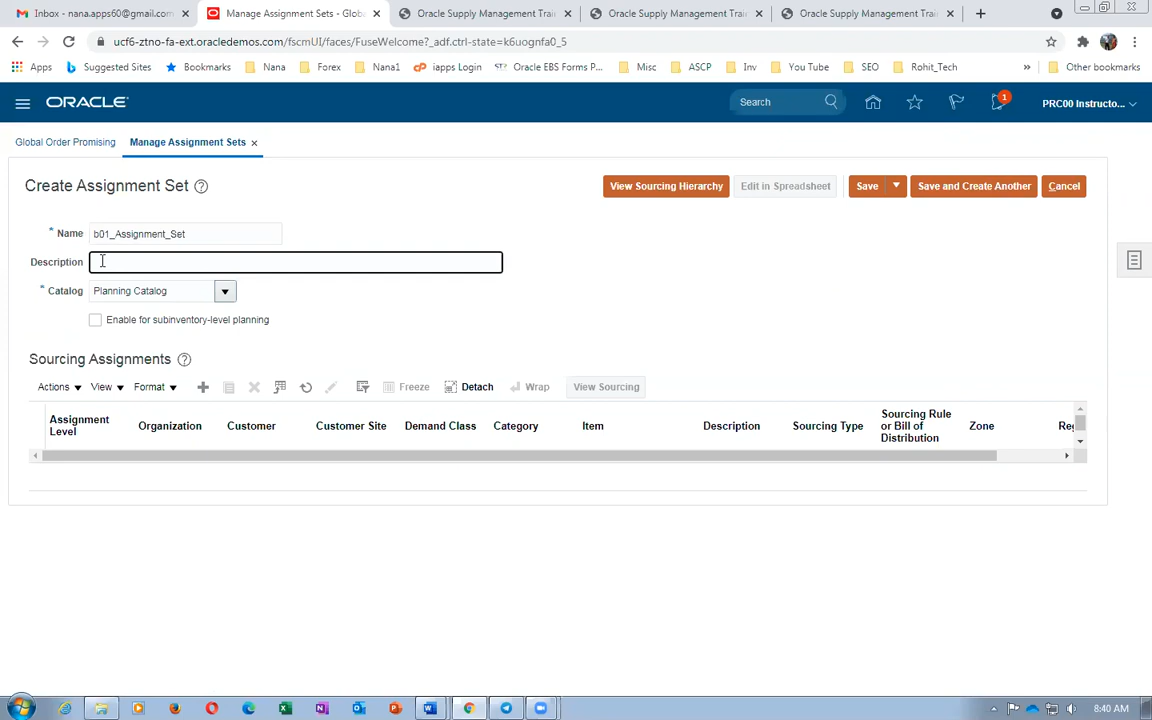 Inbox - nana.apps60@gmail.com
Manage Assignment Sets - Globa
Oracle Supply Management Trai
Oracle Supply Management Trai
Oracle Supply Management Trai
ucf6-ztno-fa-ext.oracledemos.com/fscmUI/faces/FuseWelcome?_adf.ctrl-state=k6uognfa0_5
Apps Suggested Sites Bookmarks Nana Forex Nana1 iapps Login Oracle EBS Forms P... Misc ASCP Inv You Tube SEO Rohit_Tech » Other bookmarks
ORACLE Search 1 PRC00 Instructo...
Global Order Promising Manage Assignment Sets
Create Assignment Set View Sourcing Hierarchy Edit in Spreadsheet Save Save and Create Another Cancel
* Name b01_Assignment_Set
Description
* Catalog Planning Catalog
Enable for subinventory-level planning
Sourcing Assignments
Actions View Format Freeze Detach Wrap View Sourcing
Assignment Level Organization Customer Customer Site Demand Class Category Item Description Sourcing Type Sourcing Rule or Bill of Distribution Zone Reg
8:40 AM